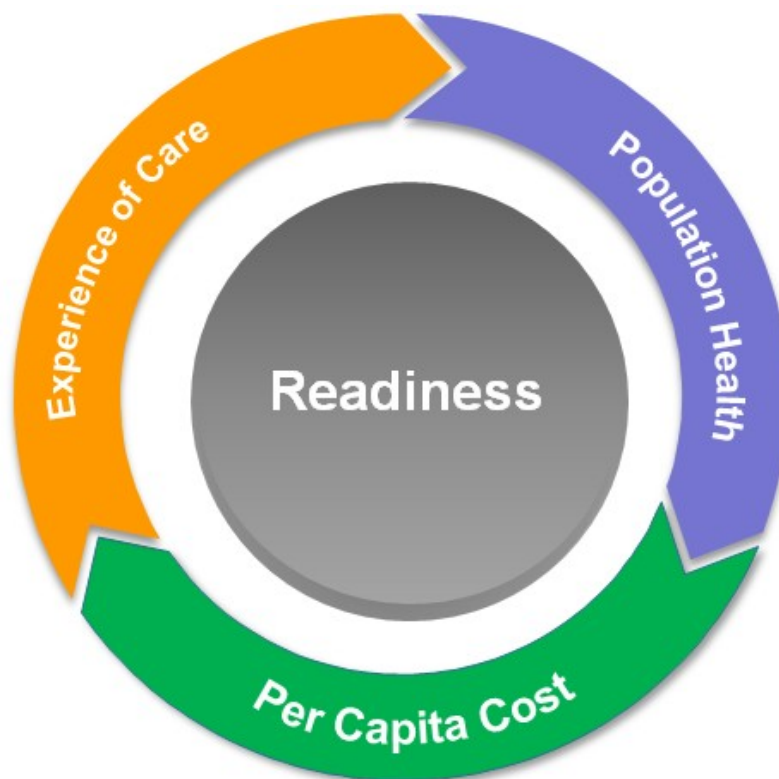 Experience of Care
Population Health
Readiness
Per Capita Cost